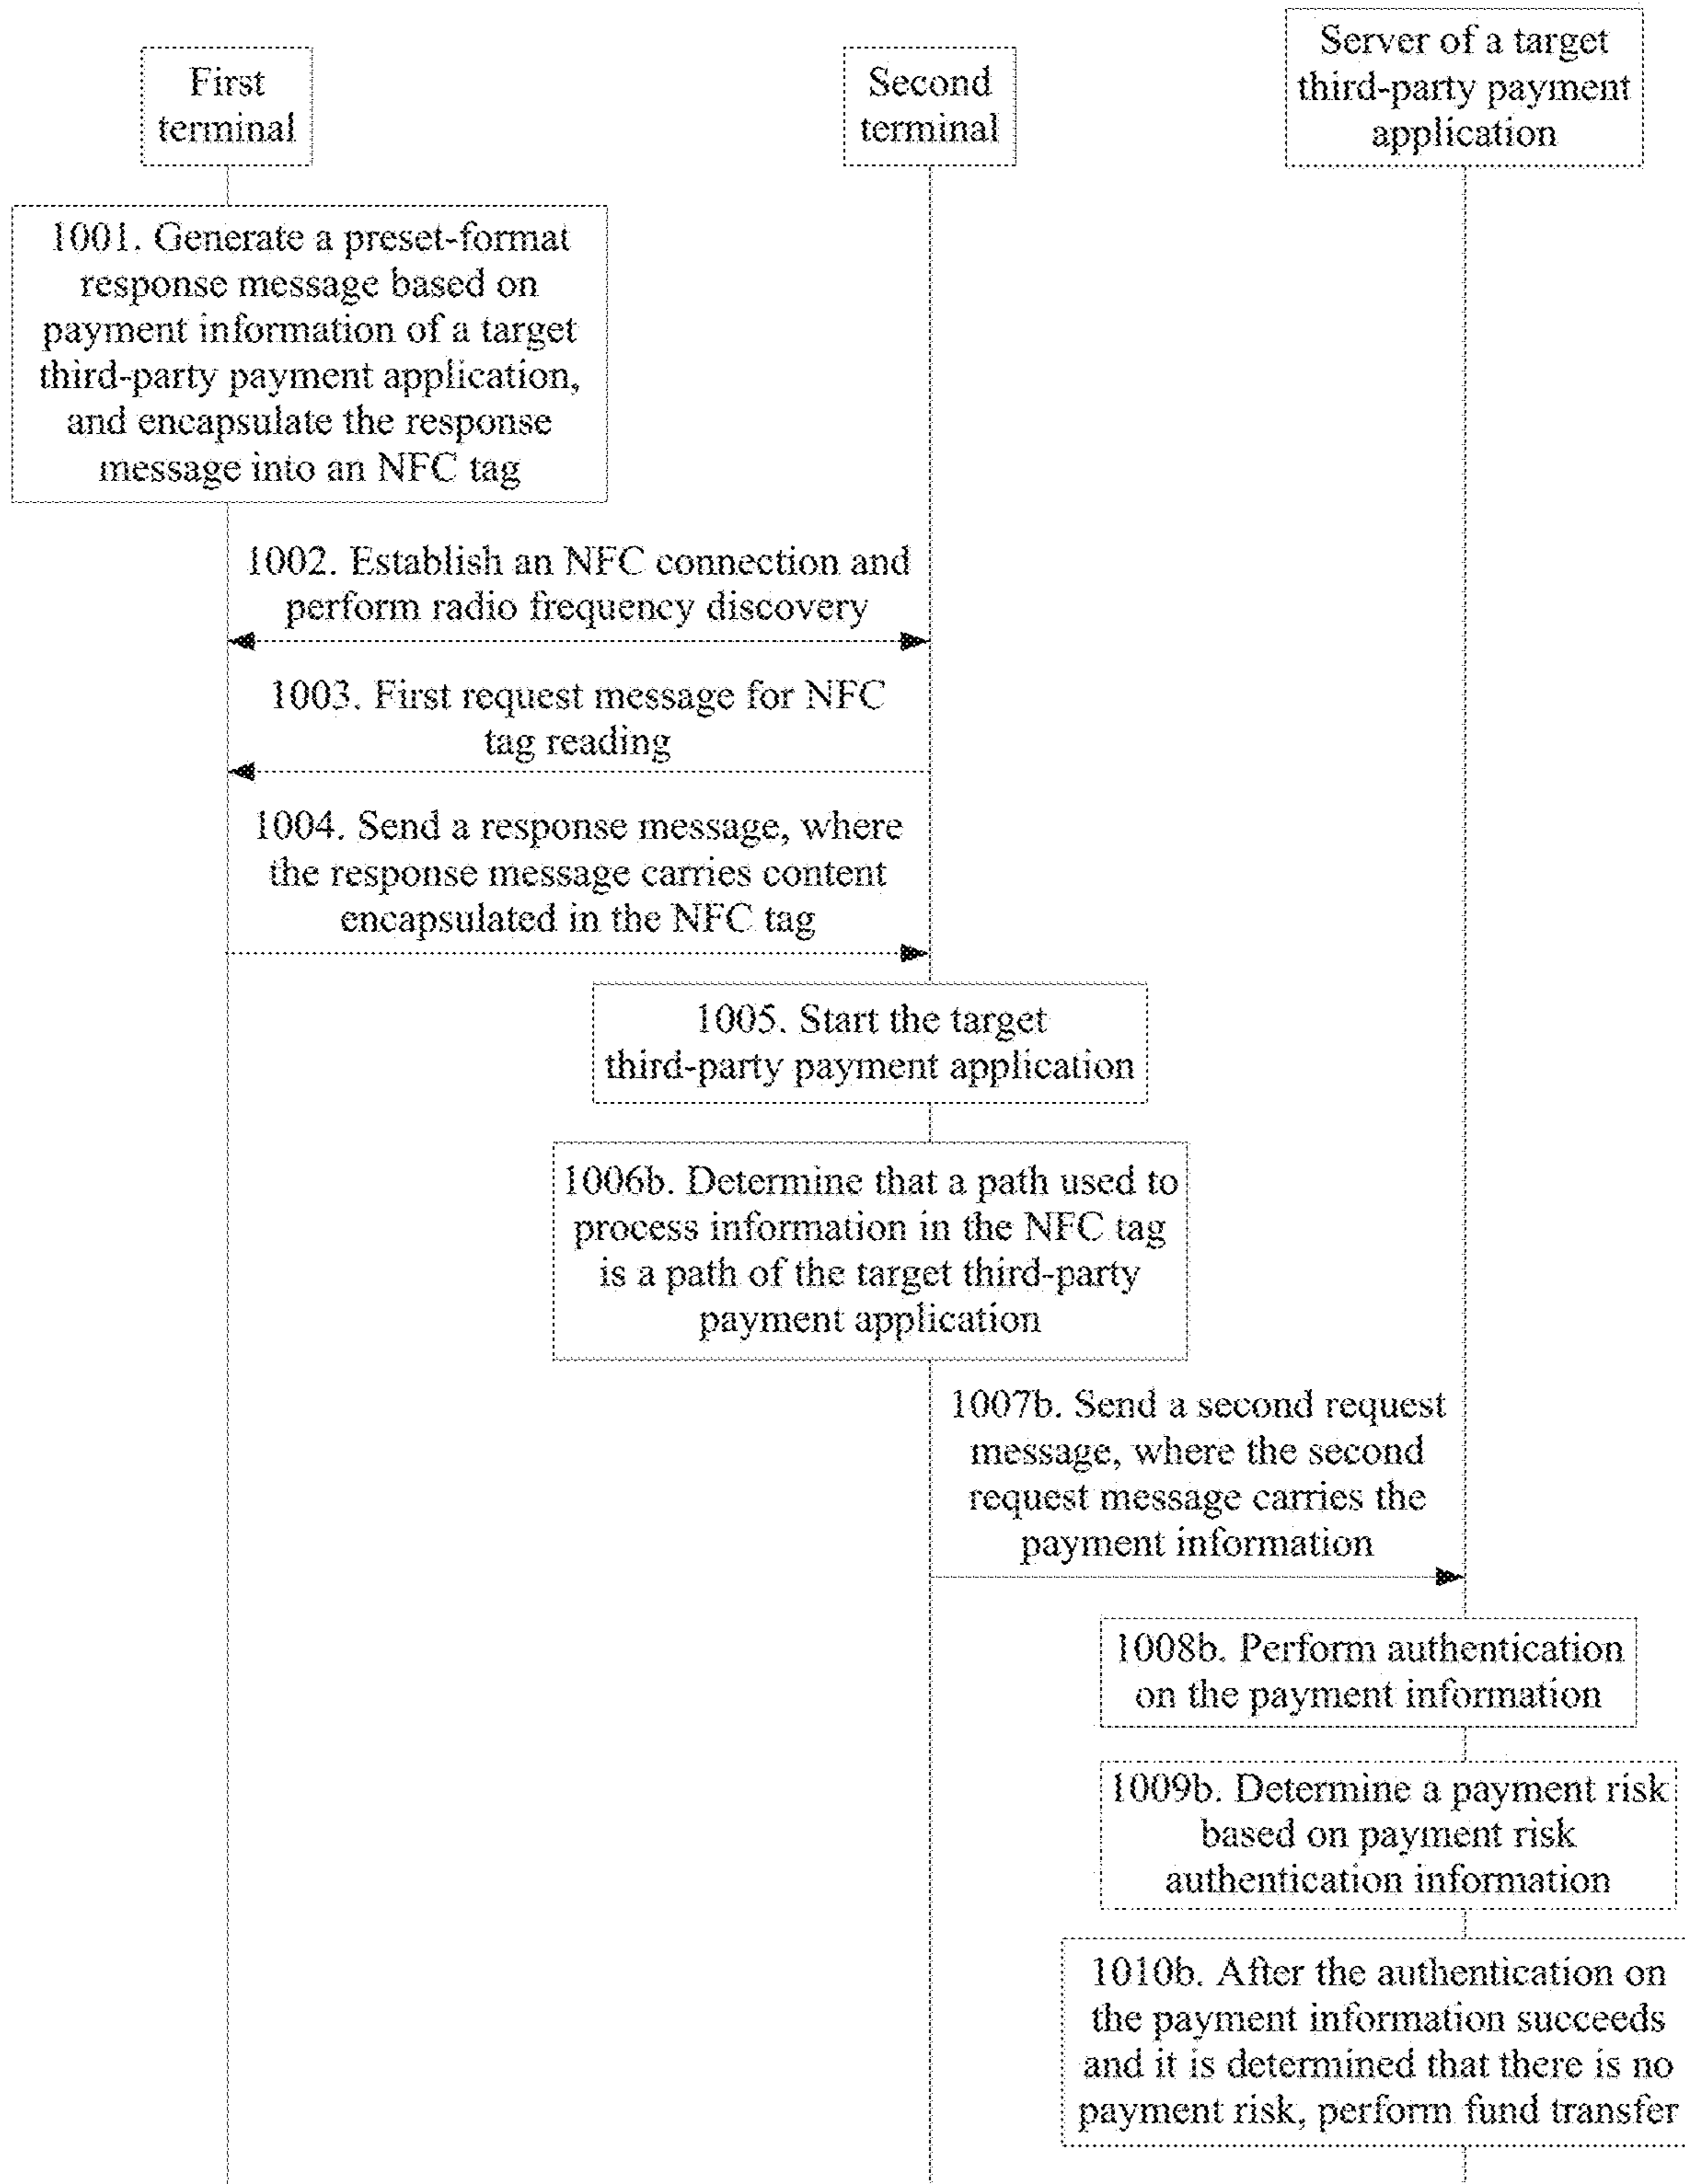 First
terminal
Second
terminal
Server of a target
third-party payment
application
1001. Generate a preset-format
response message based on
payment information of a target
third-party payment application,
and encapsulate the response
message into an NFC tag
1002. Establish an NFC connection and
perform radio frequency discovery
1003. First request message for NFC
tag reading
1004. Send a response message, where
the response message carries content
encapsulated in the NFC tag
1005. Start the target
third-party payment application
1006b. Determine that a path used to
process information in the NFC tag
is a path of the target third-party
payment application
1007b. Send a second request
message, where the second
request message carries the
payment information
1008b. Perform authentication
on the payment information
1009b. Determine a payment risk
based on payment risk
authentication information
1010b. After the authentication on
the payment information succeeds
and it is determined that there is no
payment risk, perform fund transfer